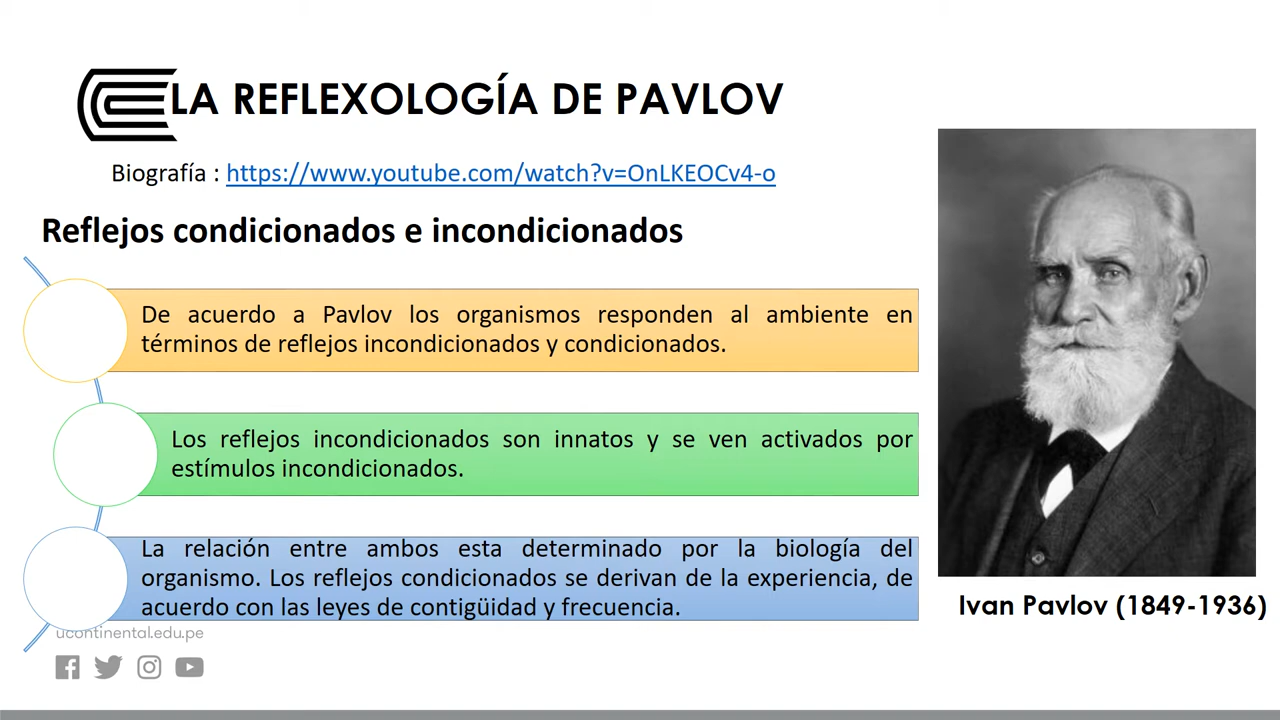 LA REFLEXOLOGÍA DE PAVLOV
Biografía : https://www.youtube.com/watch?v=OnLKEOCv4-o
Reflejos condicionados e incondicionados
De acuerdo a Pavlov los organismos responden al ambiente en
términos de reflejos incondicionados y condicionados.
Los reflejos incondicionados son innatos y se ven activados por
estímulos incondicionados.
La relación entre ambos esta determinado por la biología del
organismo. Los reflejos condicionados se derivan de la experiencia, de
acuerdo con las leyes de contigüidad y frecuencia.
Ivan Pavlov (1849-1936)
ucontinental.edu.pe